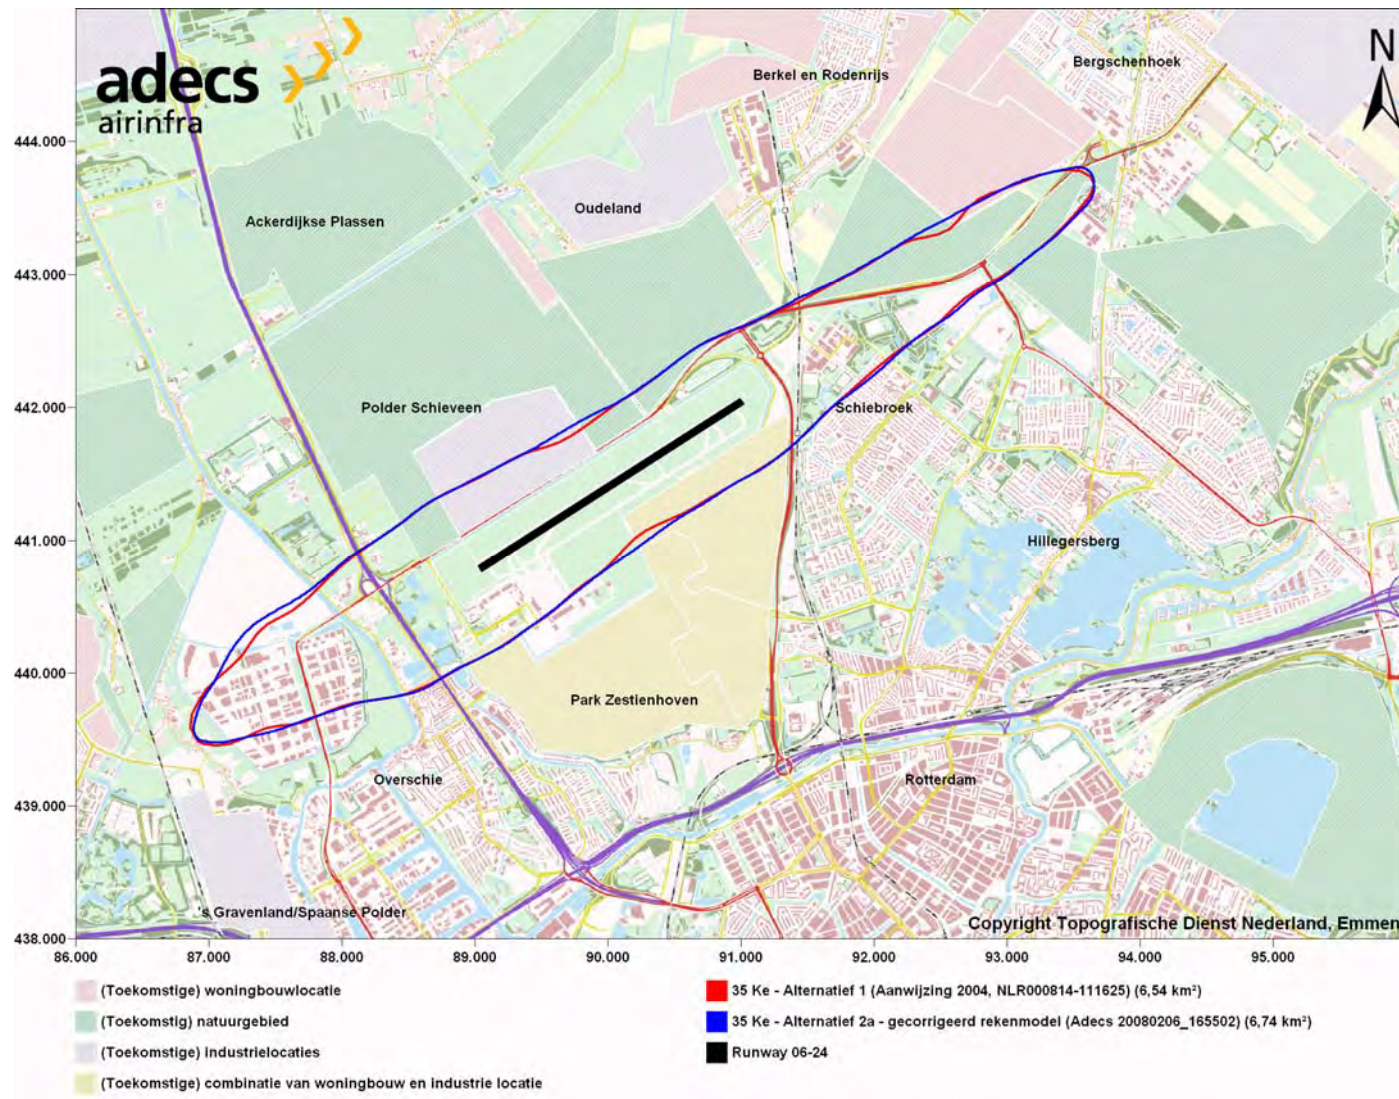 adecs
airinfra
N
Berkel en Rodenrijs
Bergschenhoek
444.000
Ackerdijkse Plassen
Oudeland
443.000
442.000
Polder Schieveen
Schiebroek
441.000
Hillegersberg
440.000
Park Zestienhoven
439.000
Overschie
Rotterdam
's Gravenland/Spaanse Polder
Copyright Topografische Dienst Nederland, Emmen
438.000
86.000 87.000 88.000 89.000 90.000 91.000 92.000 93.000 94.000 95.000
(Toekomstige) woningbouwlocatie
(Toekomstig) natuurgebied
(Toekomstige) industrielocaties
(Toekomstige) combinatie van woningbouw en industrie locatie
35 Ke - Alternatief 1 (Aanwijzing 2004, NLR000814-111625) (6,54 km²)
35 Ke - Alternatief 2a - gecorrigeerd rekenmodel (Adecs 20080206_165502) (6,74 km²)
Runway 06-24